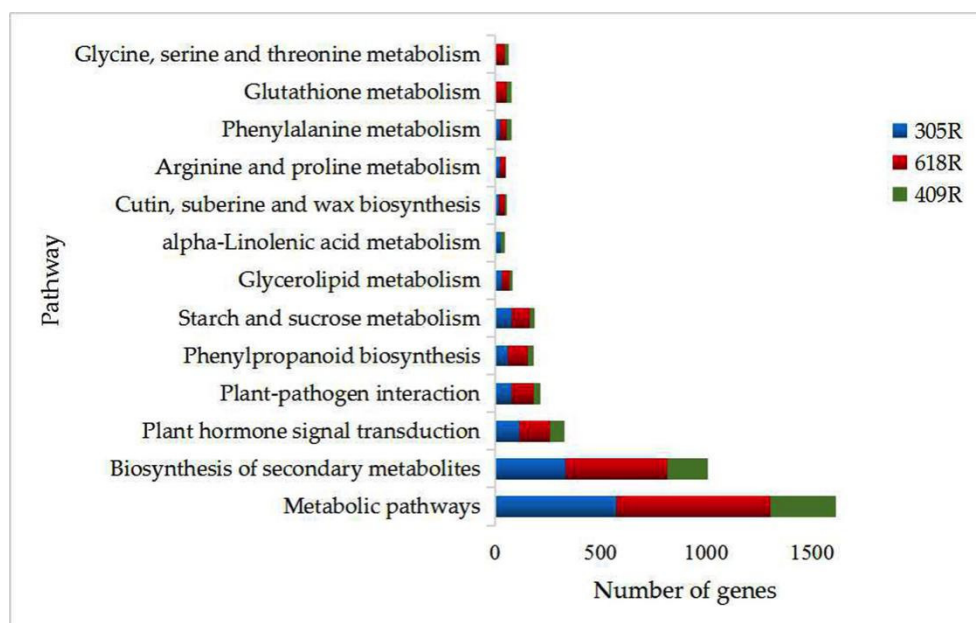 Glycine, serine and threonine metabolism
Glutathione metabolism
Phenylalanine metabolism
Arginine and proline metabolism
Cutin, suberine and wax biosynthesis
alpha-Linolenic acid metabolism
Glycerolipid metabolism
Starch and sucrose metabolism
Phenylpropanoid biosynthesis
Plant-pathogen interaction
Plant hormone signal transduction
Biosynthesis of secondary metabolites
Metabolic pathways
Pathway
0 500 1000 1500
Number of genes
305R
618R
409R